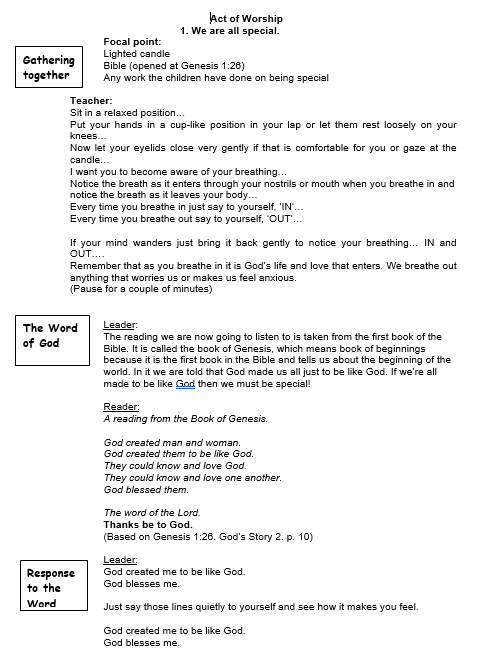 Act of Worship
1. We are all special.
Gathering
together
Focal point:
Lighted candle
Bible (opened at Genesis 1:26)
Any work the children have done on being special
Teacher:
Sit in a relaxed position…
Put your hands in a cup-like position in your lap or let them rest loosely on your
knees…
Now let your eyelids close very gently if that is comfortable for you or gaze at the
candle…
I want you to become aware of your breathing…
Notice the breath as it enters through your nostrils or mouth when you breathe in and
notice the breath as it leaves your body…
Every time you breathe in just say to yourself, ‘IN’…
Every time you breathe out say to yourself, ‘OUT’…
If your mind wanders just bring it back gently to notice your breathing… IN and
OUT….
Remember that as you breathe in it is God’s life and love that enters. We breathe out
anything that worries us or makes us feel anxious.
(Pause for a couple of minutes)
The Word
of God
Leader:
The reading we are now going to listen to is taken from the first book of the
Bible. It is called the book of Genesis, which means book of beginnings
because it is the first book in the Bible and tells us about the beginning of the
world. In it we are told that God made us all just to be like God. If we’re all
made to be like God then we must be special!
Reader:
A reading from the Book of Genesis.
God created man and woman.
God created them to be like God.
They could know and love God.
They could know and love one another.
God blessed them.
The word of the Lord.
Thanks be to God.
(Based on Genesis 1:26. God’s Story 2. p. 10)
Response
to the
Word
Leader:
God created me to be like God.
God blesses me.
Just say those lines quietly to yourself and see how it makes you feel.
God created me to be like God.
God blesses me.